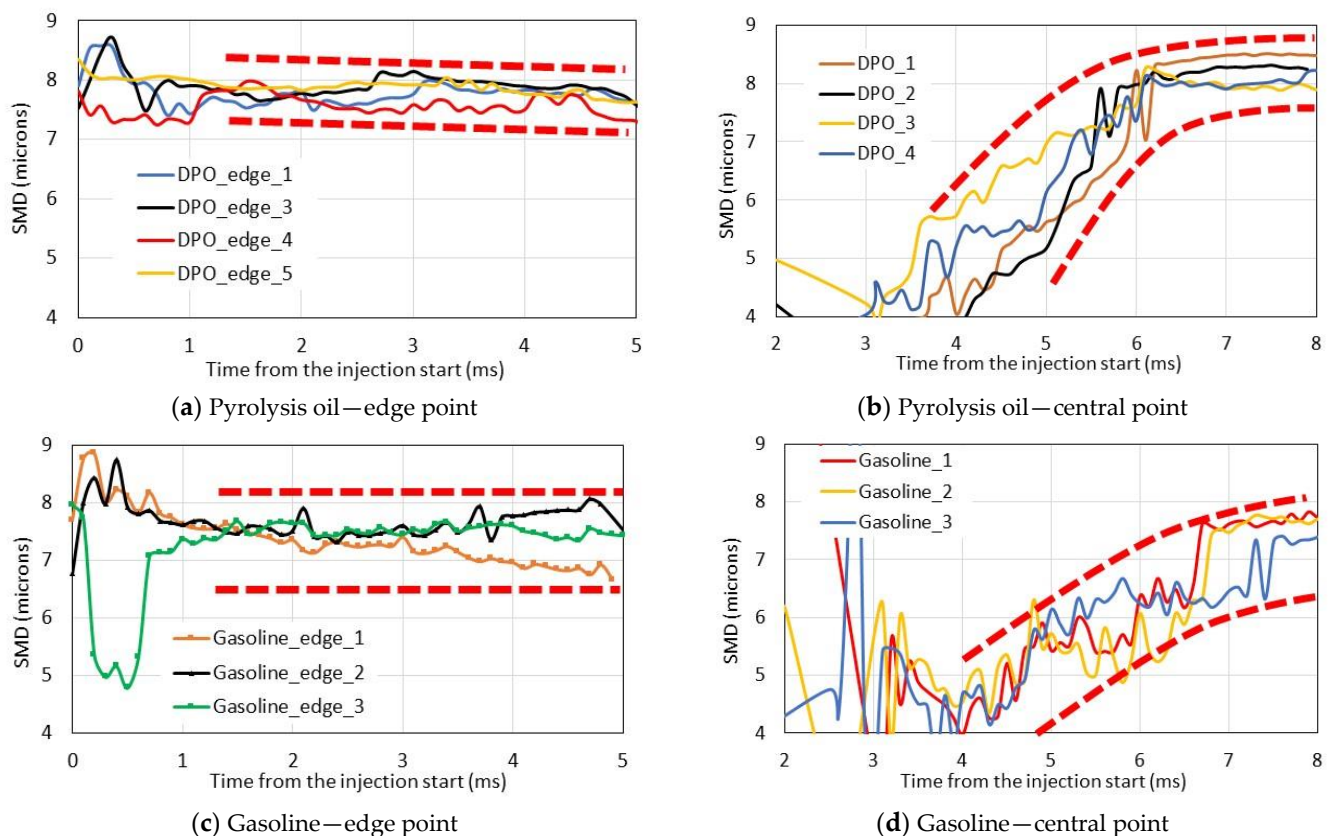 9
8
7
6
5
4
SMD (microns)
DPO_edge_1
DPO_edge_3
DPO_edge_4
DPO_edge_5
0 1 2 3 4 5
Time from the injection start (ms)
(a) Pyrolysis oil—edge point
9
8
7
6
5
4
SMD (microns)
DPO_1
DPO_2
DPO_3
DPO_4
2 3 4 5 6 7 8
Time from the injection start (ms)
(b) Pyrolysis oil—central point
9
8
7
6
5
4
SMD (microns)
Gasoline_edge_1
Gasoline_edge_2
Gasoline_edge_3
0 1 2 3 4 5
Time from the injection start (ms)
(c) Gasoline—edge point
9
8
7
6
5
4
SMD (microns)
Gasoline_1
Gasoline_2
Gasoline_3
2 3 4 5 6 7 8
Time from the injection start (ms)
(d) Gasoline—central point